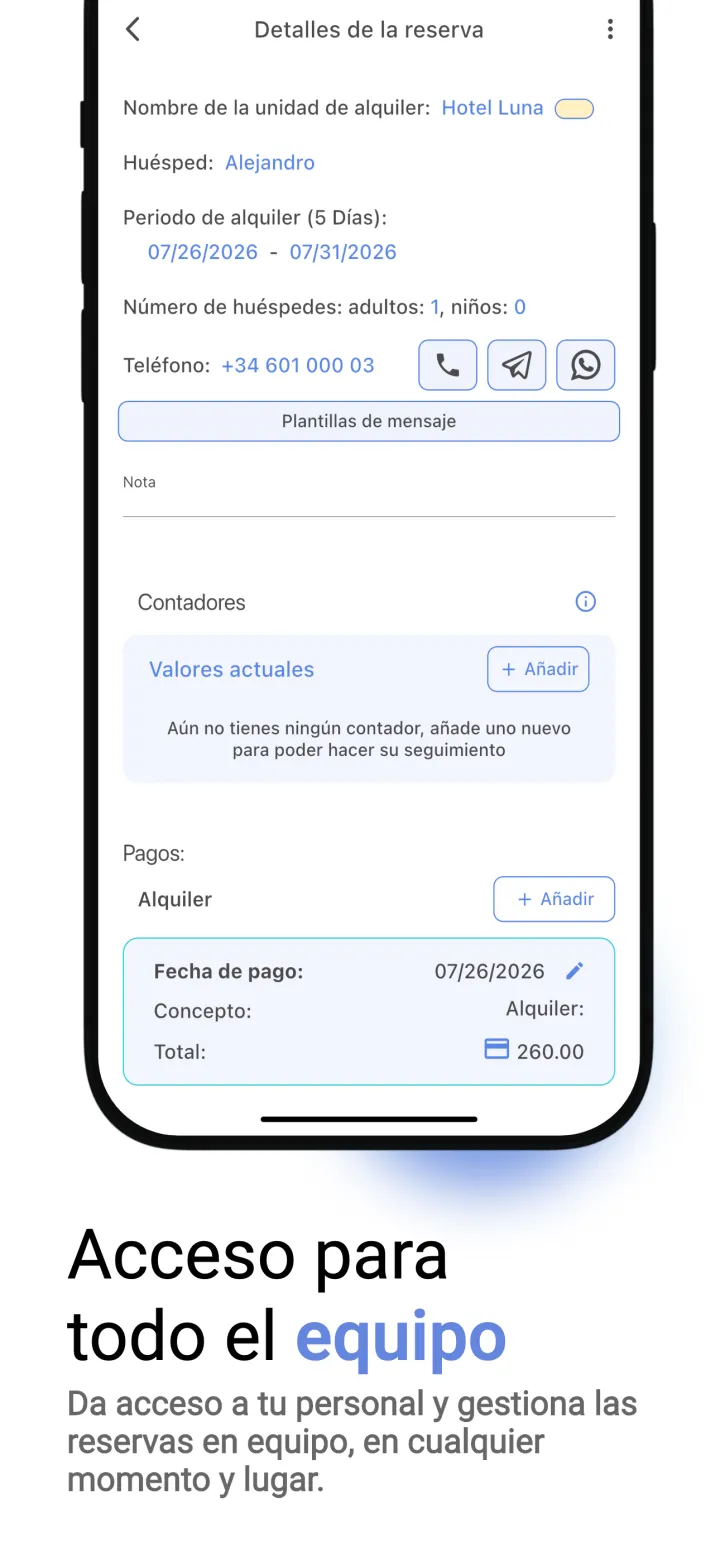 Detalles de la reserva
Nombre de la unidad de alquiler: Hotel Luna
Huésped: Alejandro
Periodo de alquiler (5 Días):
07/26/2026 - 07/31/2026
Número de huéspedes: adultos: 1, niños: 0
Teléfono: +34 601 000 03
Plantillas de mensaje
Nota
Contadores
Valores actuales + Añadir
Aún no tienes ningún contador, añade uno nuevo
para poder hacer su seguimiento
Pagos:
Alquiler + Añadir
Fecha de pago: 07/26/2026
Concepto: Alquiler:
Total: 260.00
Acceso para
todo el equipo
Da acceso a tu personal y gestiona las
reservas en equipo, en cualquier
momento y lugar.